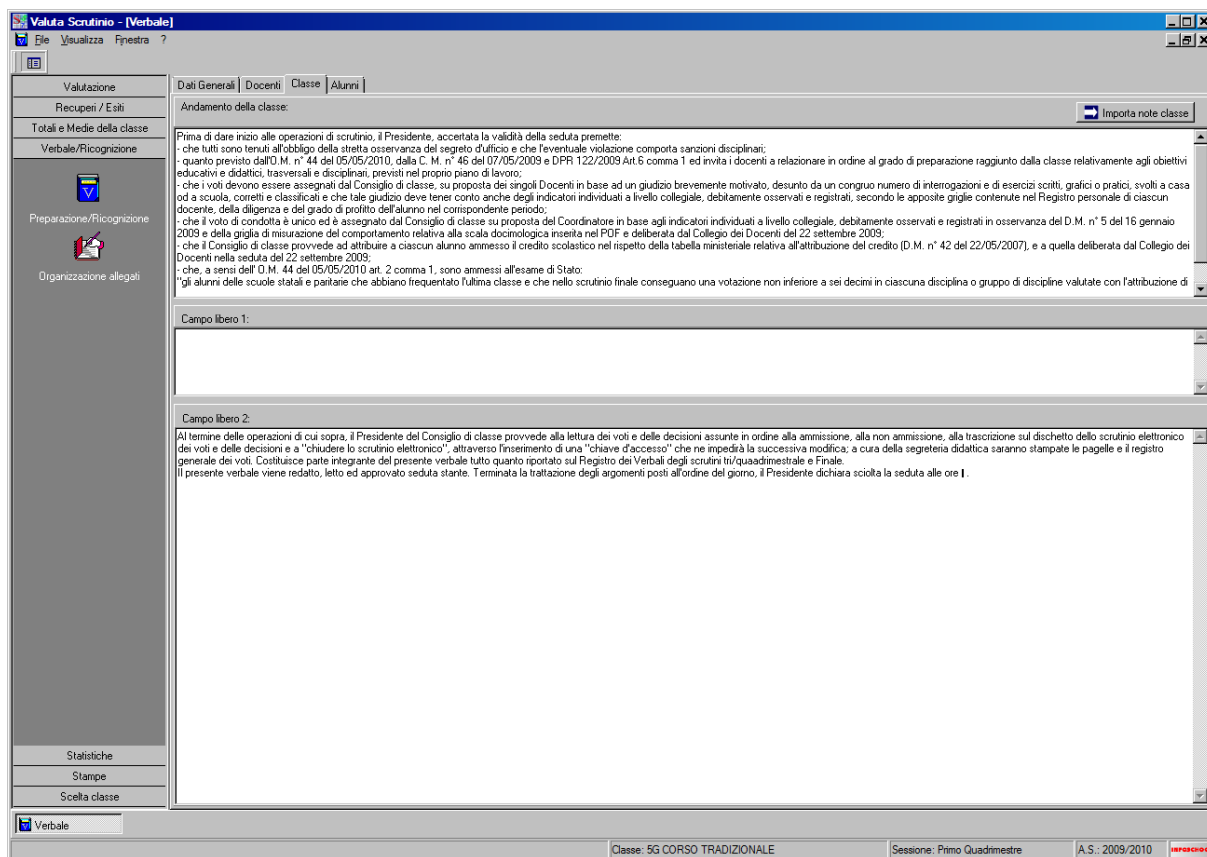 Valuta Scrutinio - [Verbale]
File Visualizza Finestra ?
Valutazione
Recuperi / Esiti
Totali e Medie della classe
Verbale/Ricognizione
Preparazione/Ricognizione
Organizzazione allegati
Statistiche
Stampe
Scelta classe
Dati Generali Docenti Classe Alunni
Andamento della classe:
Importa note classe
Prima di dare inizio alle operazioni di scrutinio, il Presidente, accertata la validità della seduta premette:
- che tutti sono tenuti all'obbligo della stretta osservanza del segreto d'ufficio e che l'eventuale violazione comporta sanzioni disciplinari;
- quanto previsto dall'O.M. n° 44 del 05/05/2010, dalla C. M. n° 46 del 07/05/2009 e DPR 122/2009 Art.6 comma 1 ed invita i docenti a relazionare in ordine al grado di preparazione raggiunto dalla classe relativamente agli obiettivi
educativi e didattici, trasversali e disciplinari, previsti nel proprio piano di lavoro;
- che i voti devono essere assegnati dal Consiglio di classe, su proposta dei singoli Docenti in base ad un giudizio brevemente motivato, desunto da un congruo numero di interrogazioni e di esercizi scritti, grafici o pratici, svolti a casa
od a scuola, corretti e classificati e che tale giudizio deve tener conto anche degli indicatori individuati a livello collegiale, debitamente osservati e registrati, secondo le apposite griglie contenute nel Registro personale di ciascun
docente, della diligenza e del grado di profitto dell'alunno nel corrispondente periodo;
- che il voto di condotta è unico ed è assegnato dal Consiglio di classe su proposta del Coordinatore in base agli indicatori individuati a livello collegiale, debitamente osservati e registrati in osservanza del D.M. n° 5 del 16 gennaio
2009 e della griglia di misurazione del comportamento relativa alla scala docimologica inserita nel POF e deliberata dal Collegio dei Docenti del 22 settembre 2009;
- che il Consiglio di classe provvede ad attribuire a ciascun alunno ammesso il credito scolastico nel rispetto della tabella ministeriale relativa all'attribuzione del credito (D.M. n° 42 del 22/05/2007), e a quella deliberata dal Collegio dei
Docenti nella seduta del 22 settembre 2009;
- che, a sensi dell' O.M. 44 del 05/05/2010 art. 2 comma 1, sono ammessi all'esame di Stato:
"gli alunni delle scuole statali e paritarie che abbiano frequentato l'ultima classe e che nello scrutinio finale conseguano una votazione non inferiore a sei decimi in ciascuna disciplina o gruppo di discipline valutate con l'attribuzione di
Campo libero 1:
Campo libero 2:
Al termine delle operazioni di cui sopra, il Presidente del Consiglio di classe provvede alla lettura dei voti e delle decisioni assunte in ordine alla ammissione, alla non ammissione, alla trascrizione sul dischetto dello scrutinio elettronico
dei voti e delle decisioni e a "chiudere lo scrutinio elettronico", attraverso l'inserimento di una "chiave d'accesso" che ne impedirà la successiva modifica; a cura della segreteria didattica saranno stampate le pagelle e il registro
generale dei voti. Costituisce parte integrante del presente verbale tutto quanto riportato sul Registro dei Verbali degli scrutini tri/quaadrimestrale e Finale.
Il presente verbale viene redatto, letto ed approvato seduta stante. Terminata la trattazione degli argomenti posti all'ordine del giorno, il Presidente dichiara sciolta la seduta alle ore .
Verbale
Classe: 5G CORSO TRADIZIONALE
Sessione: Primo Quadrimestre
A.S.: 2009/2010